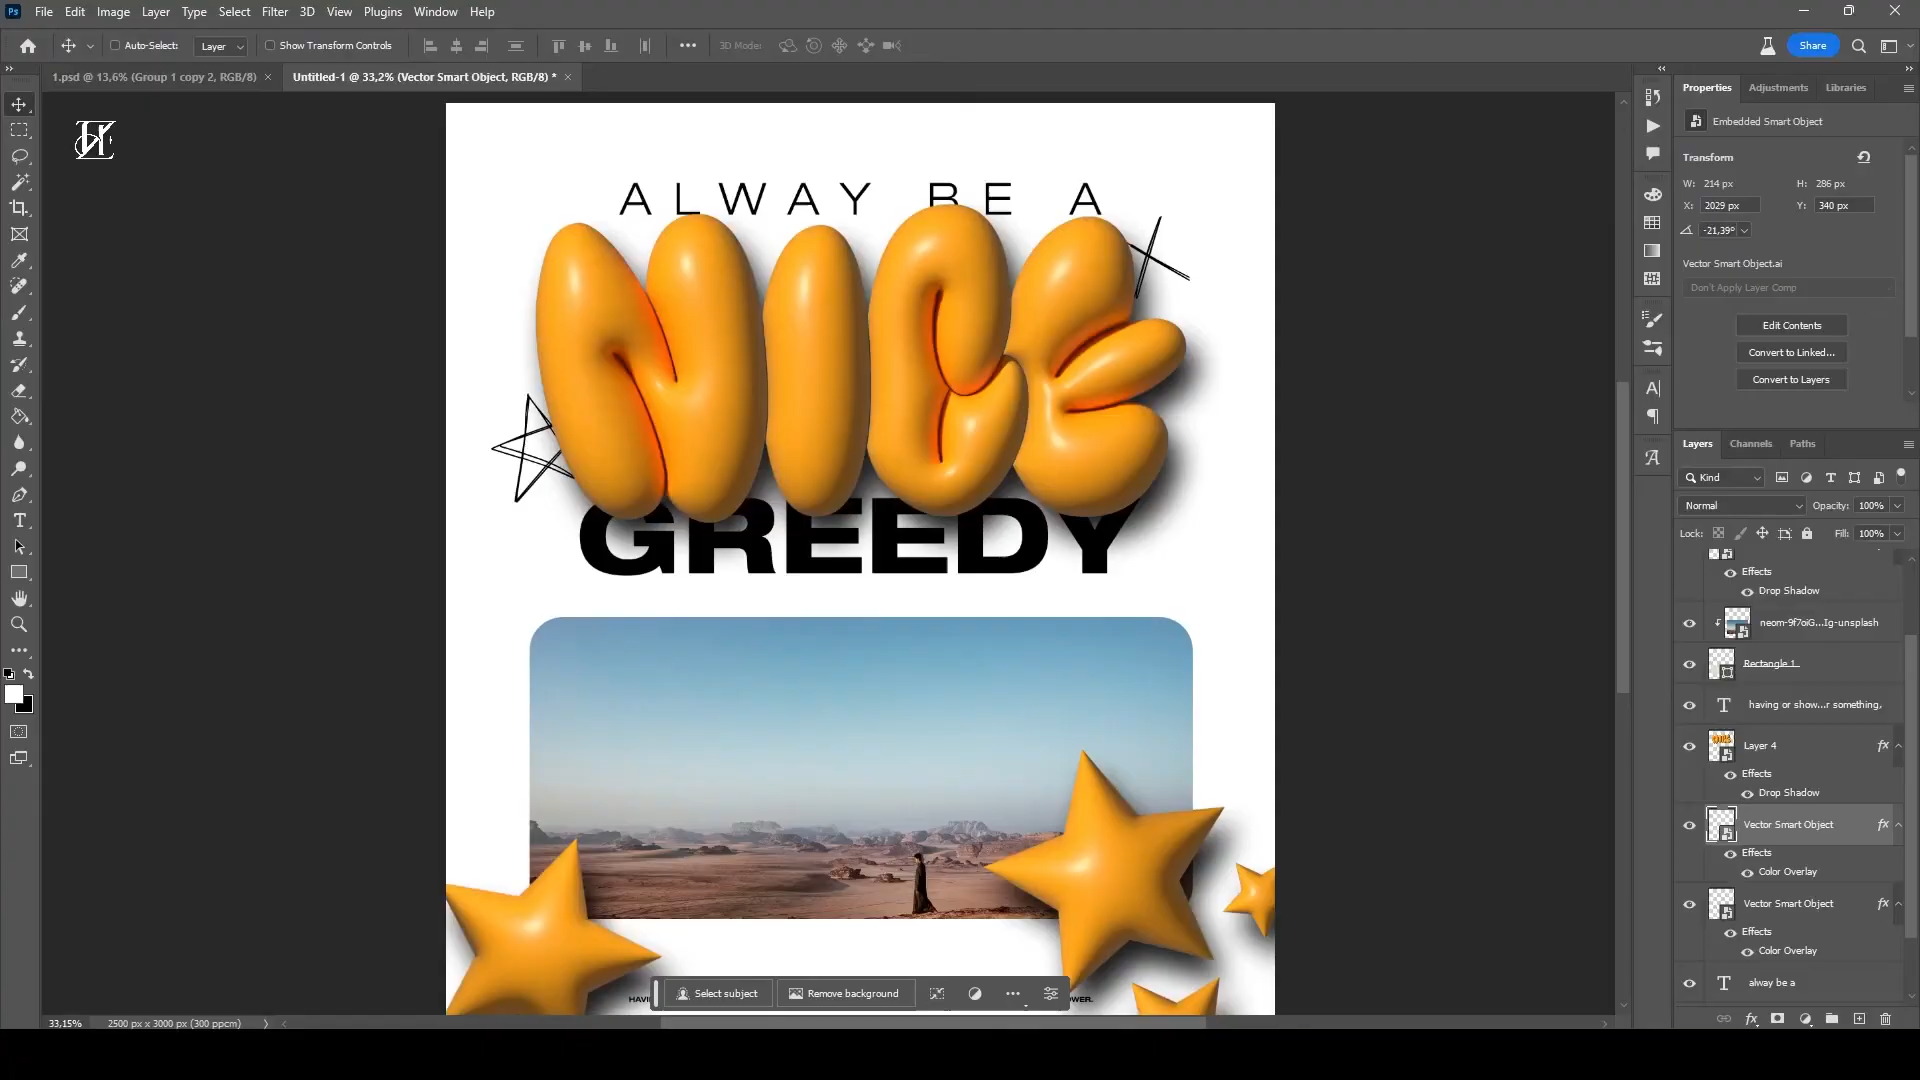 Ps File Edit Image Layer Type Select Filter 3D View Plugins Window Help
Auto-Select: Layer Show Transform Controls 3D Mode: Share
1.psd @ 13,6% (Group 1 copy 2, RGB/8) × Untitled-1 @ 33,2% (Vector Smart Object, RGB/8) * ×
ALWAY BE A
NICE
GREEDY
Select subject Remove background
33,15% 2500 px x 3000 px (300 ppcm)
Properties Adjustments Libraries
Embedded Smart Object
Transform
W: 214 px H: 286 px
X: 2029 px Y: 340 px
-21,39°
Vector Smart Object.ai
Don't Apply Layer Comp
Edit Contents
Convert to Linked...
Convert to Layers
Layers Channels Paths
Kind
Normal Opacity: 100%
Lock: Fill: 100%
Effects
Drop Shadow
neom-9f7oiG...Ig-unsplash
Rectangle 1
having or show...r something,
Layer 4 fx
Effects
Drop Shadow
Vector Smart Object fx
Effects
Color Overlay
Vector Smart Object fx
Effects
Color Overlay
alway be a